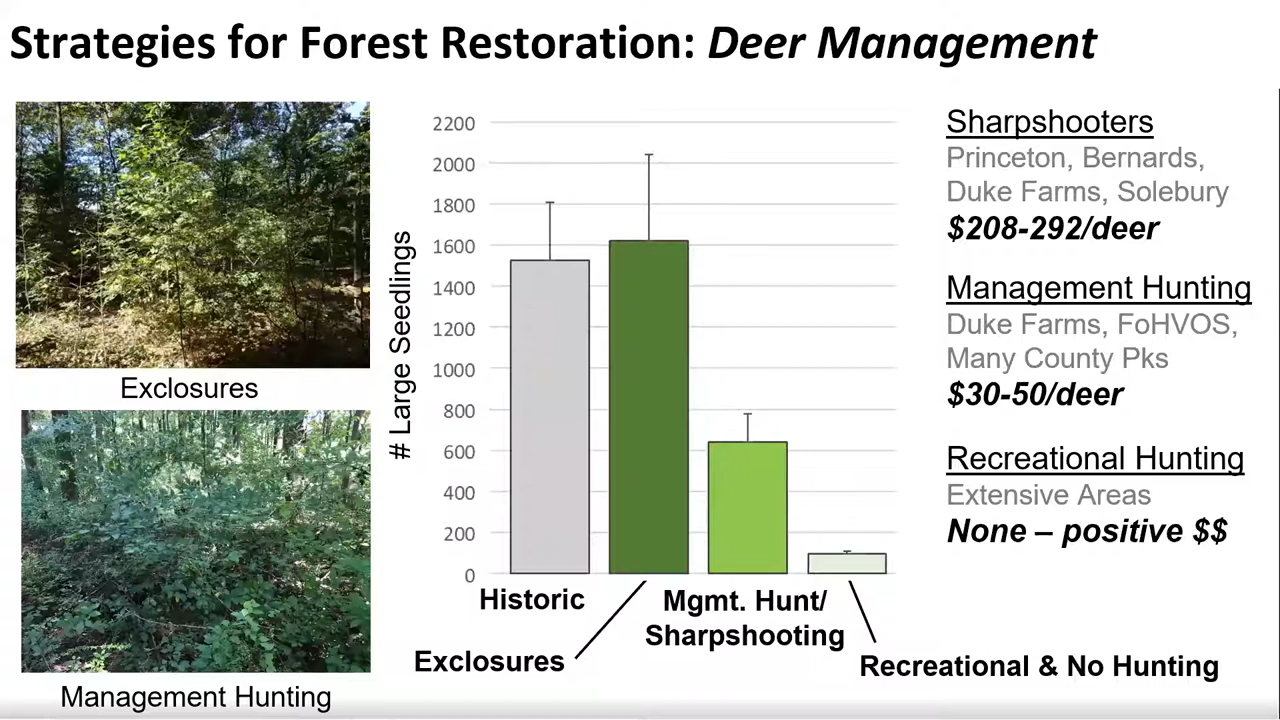 Strategies for Forest Restoration: Deer Management
Exclosures
Management Hunting
# Large Seedlings
2200
2000
1800
1600
1400
1200
1000
800
600
400
200
0
Historic
Exclosures
Mgmt. Hunt/
Sharpshooting
Recreational & No Hunting
Sharpshooters
Princeton, Bernards,
Duke Farms, Solebury
$208-292/deer
Management Hunting
Duke Farms, FoHVOS,
Many County Pks
$30-50/deer
Recreational Hunting
Extensive Areas
None – positive $$